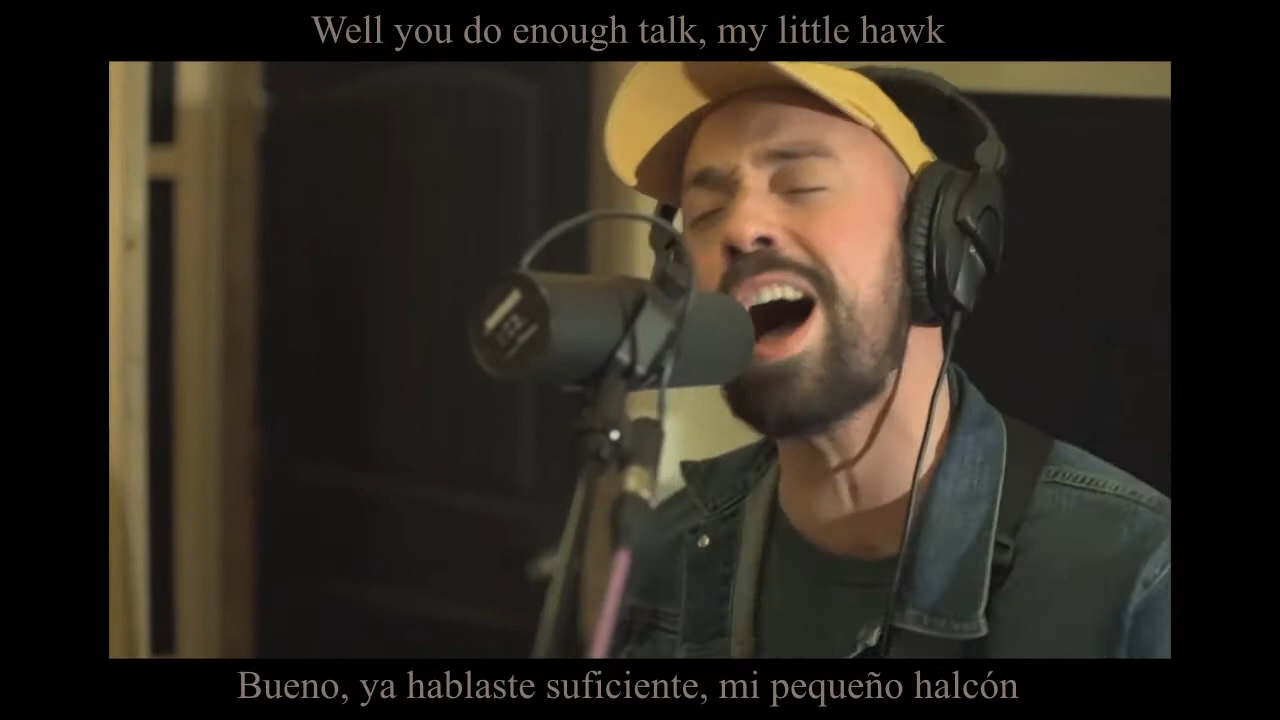 Well you do enough talk, my little hawk
Bueno, ya hablaste suficiente, mi pequeño halcón